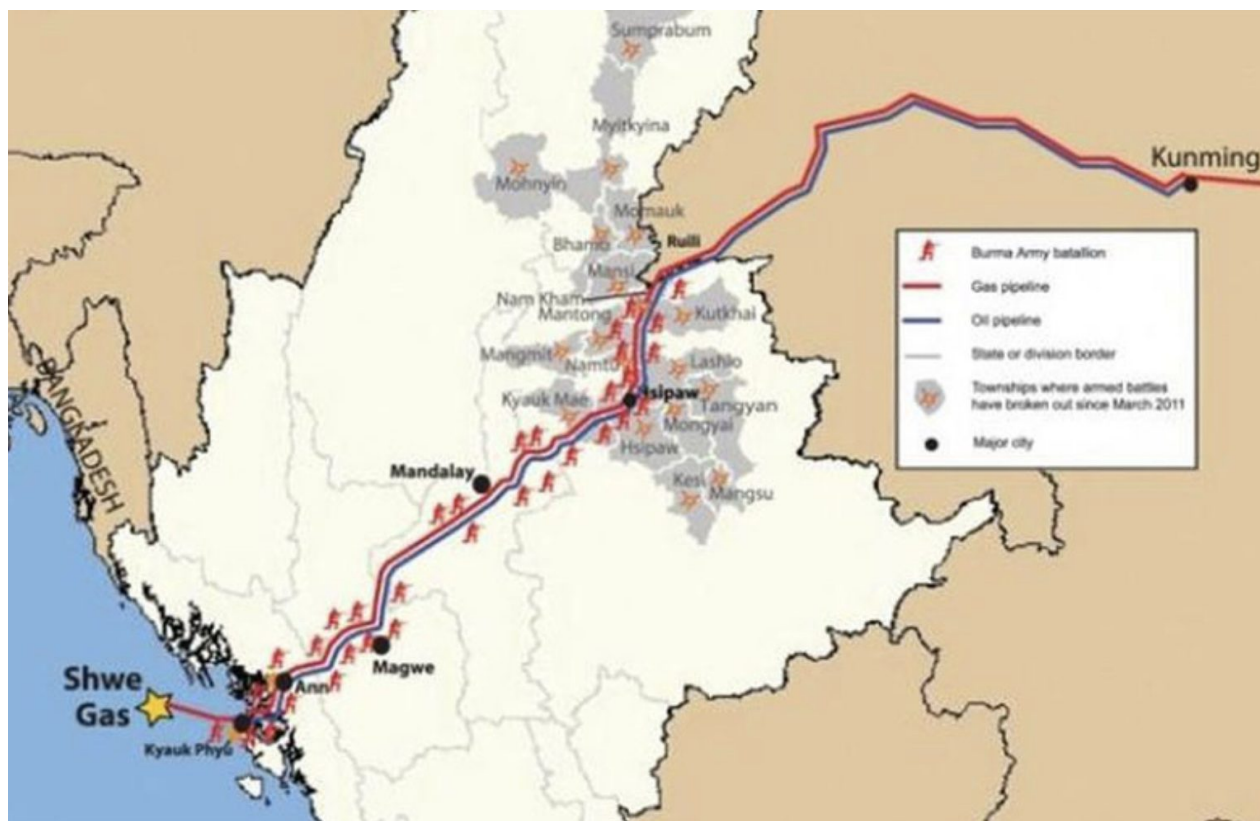 Sumprabum
Myitkyina
Kunming
Mohnyin
Momauk
Bhamo
Ruili
Mansi
Nam Kham
Mantong
Kutkhai
Mangmit
Namtu
Lashio
Hsipaw
Kyauk Mae
Tangyan
Mongyai
Hsipaw
Mandalay
Kesi
Mangsu
BANGLADESH
Shwe
Gas
Magwe
Ann
Kyauk Phyu
Burma Army batallion
Gas pipeline
Oil pipeline
State or division border
Townships where armed battles
have broken out since March 2011
Major city